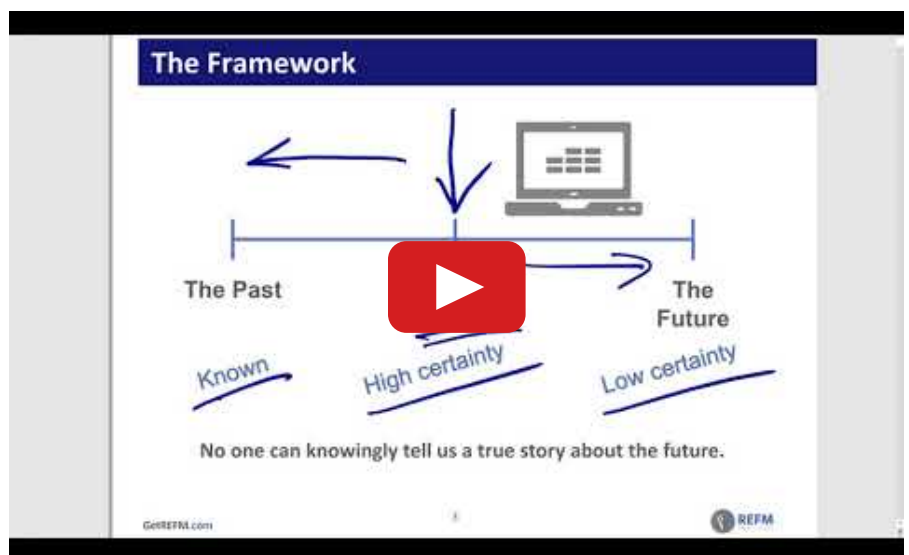 The Framework
The Past
The
Future
Known
High certainty
Low certainty
No one can knowingly tell us a true story about the future.
GetREFM.com
REFM